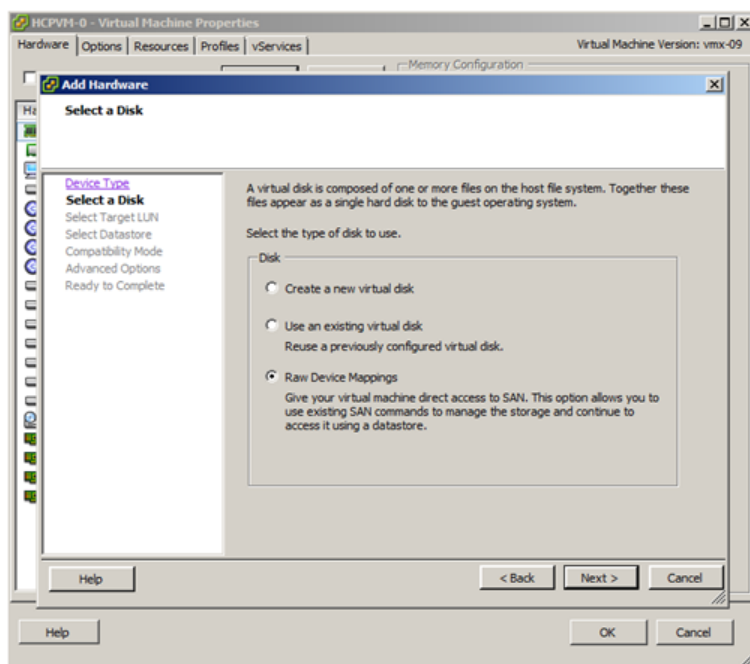 HCPVM-0 - Virtual Machine Properties
Hardware Options Resources Profiles vServices Virtual Machine Version: vmx-09
Memory Configuration
Add Hardware
Select a Disk
Ha
Device Type
Select a Disk
Select Target LUN
Select Datastore
Compatibility Mode
Advanced Options
Ready to Complete
A virtual disk is composed of one or more files on the host file system. Together these
files appear as a single hard disk to the guest operating system.
Select the type of disk to use.
Disk
Create a new virtual disk
Use an existing virtual disk
Reuse a previously configured virtual disk.
Raw Device Mappings
Give your virtual machine direct access to SAN. This option allows you to
use existing SAN commands to manage the storage and continue to
access it using a datastore.
Help < Back Next > Cancel
Help OK Cancel